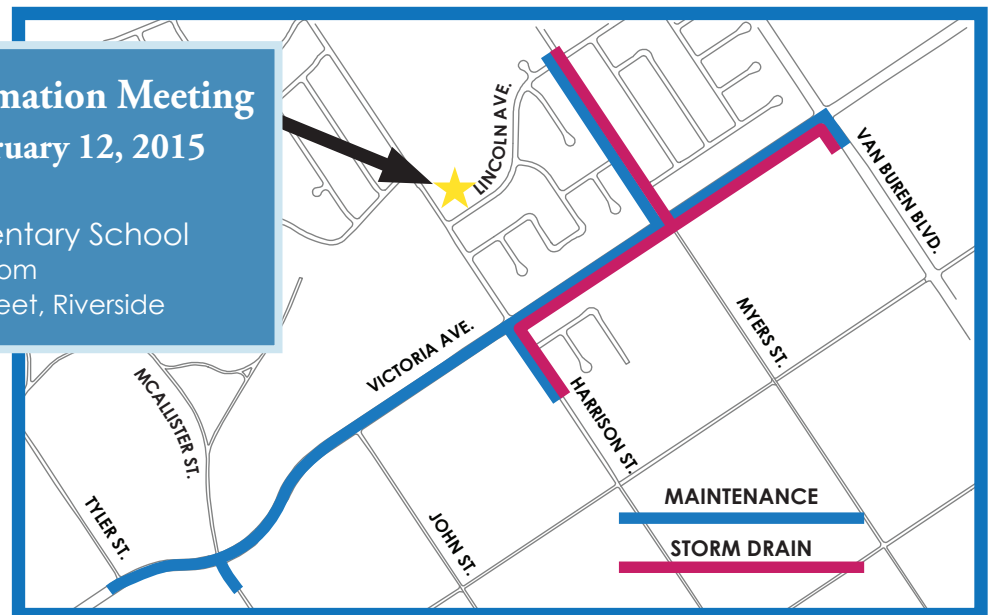 mation Meeting
ruary 12, 2015
entary School
om
eet, Riverside
LINCOLN AVE.
VAN BUREN BLVD.
VICTORIA AVE.
MYERS ST.
MCALLISTER ST.
HARRISON ST.
TYLER ST.
JOHN ST.
MAINTENANCE
STORM DRAIN